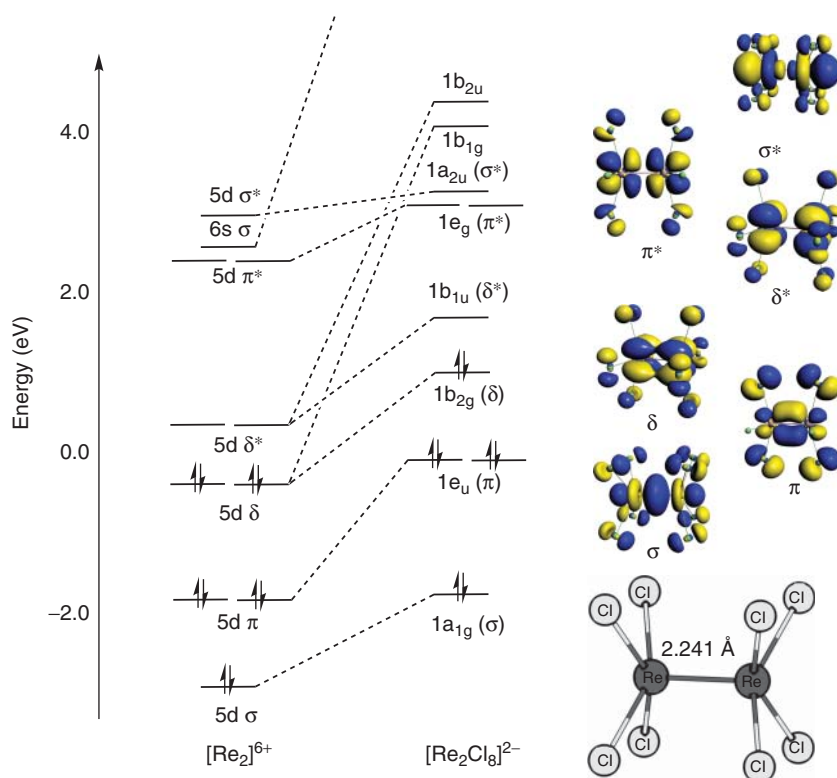 Energy (eV)
4.0
2.0
0.0
−2.0
5d σ*
6s σ
5d π*
5d δ*
5d δ
5d π
5d σ
[Re₂]⁶⁺
1b₂ᵤ
1b₁g
1a₂ᵤ (σ*)
1eg (π*)
1b₁ᵤ (δ*)
1b₂g (δ)
1eᵤ (π)
1a₁g (σ)
[Re₂Cl₈]²⁻
σ*
π*
δ*
δ
π
σ
Cl Cl Cl Cl
2.241 Å
Re Re
Cl Cl Cl Cl